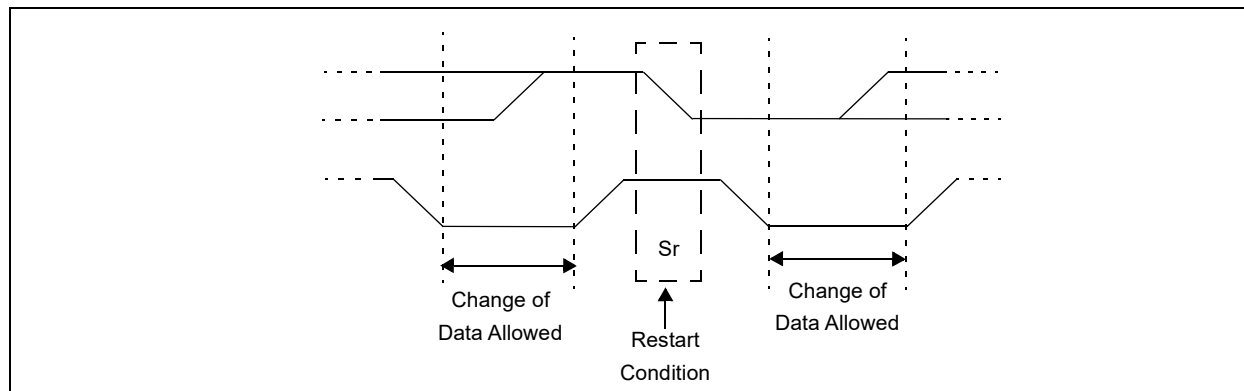 Sr
Change of
Data Allowed
Restart
Condition
Change of
Data Allowed